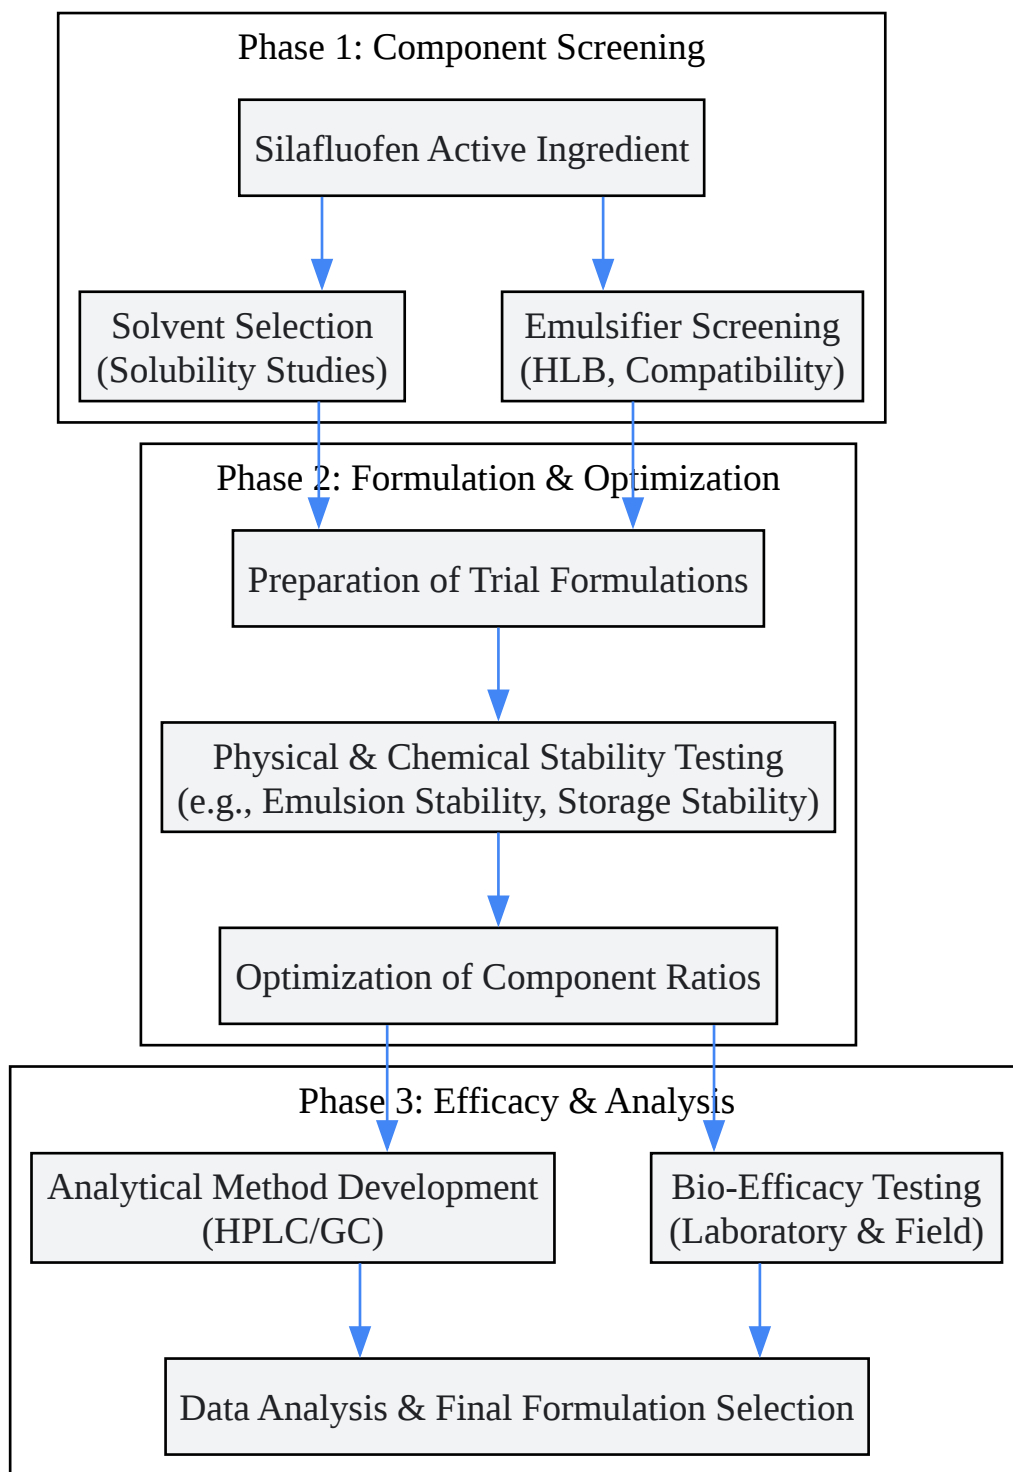 Phase 1: Component Screening
Silafluofen Active Ingredient
Solvent Selection
(Solubility Studies)
Emulsifier Screening
(HLB, Compatibility)
Phase 2: Formulation & Optimization
Preparation of Trial Formulations
Physical & Chemical Stability Testing
(e.g., Emulsion Stability, Storage Stability)
Optimization of Component Ratios
Phase 3: Efficacy & Analysis
Analytical Method Development
(HPLC/GC)
Bio-Efficacy Testing
(Laboratory & Field)
Data Analysis & Final Formulation Selection